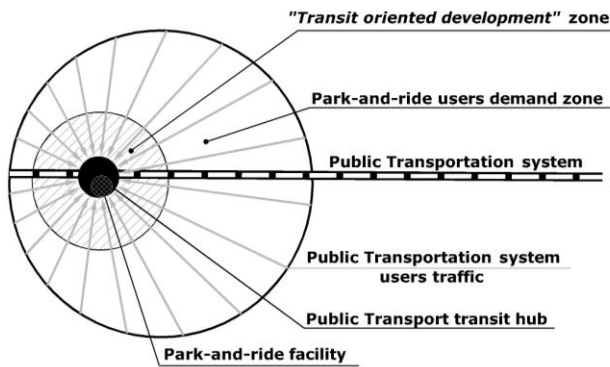 "Transit oriented development" zone
Park-and-ride users demand zone
Public Transportation system
Public Transportation system
users traffic
Public Transport transit hub
Park-and-ride facility